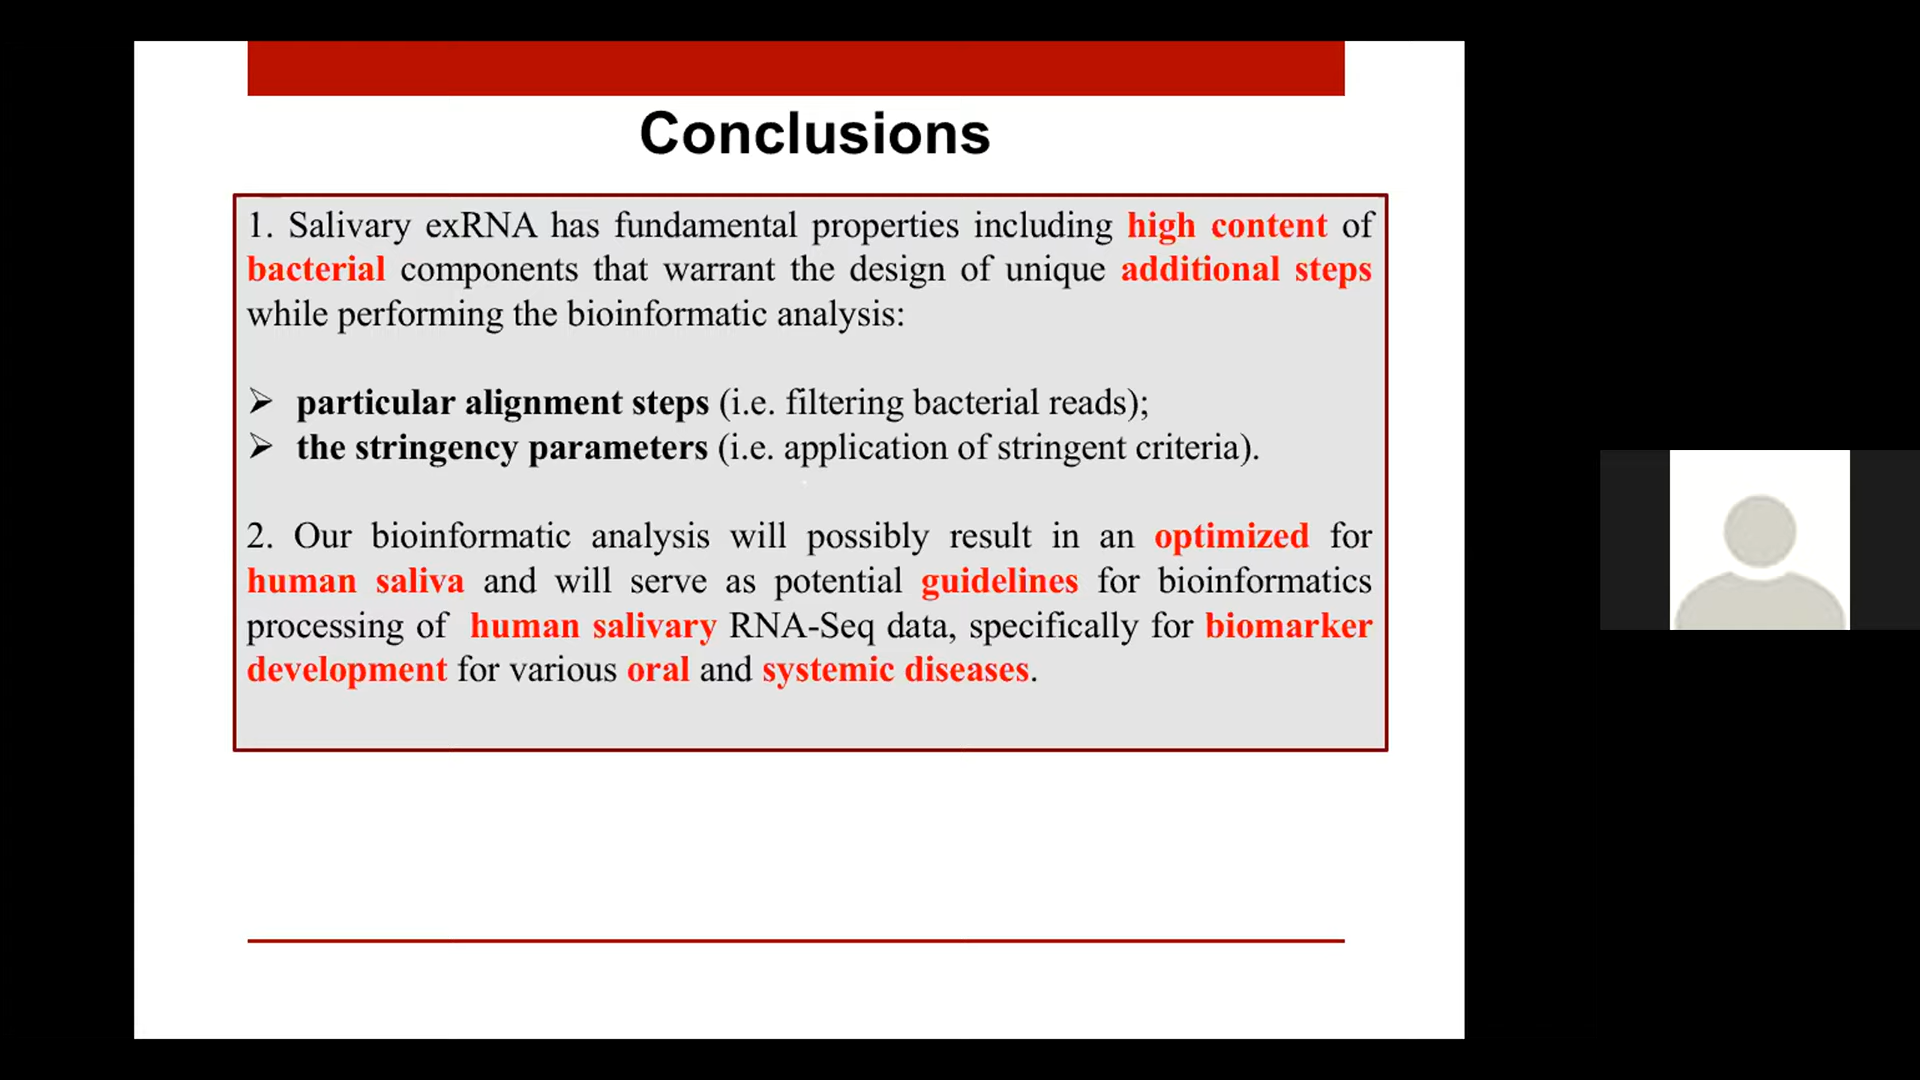 Conclusions
1. Salivary exRNA has fundamental properties including high content of
bacterial components that warrant the design of unique additional steps
while performing the bioinformatic analysis:
➢ particular alignment steps (i.e. filtering bacterial reads);
➢ the stringency parameters (i.e. application of stringent criteria).
2. Our bioinformatic analysis will possibly result in an optimized for
human saliva and will serve as potential guidelines for bioinformatics
processing of human salivary RNA-Seq data, specifically for biomarker
development for various oral and systemic diseases.